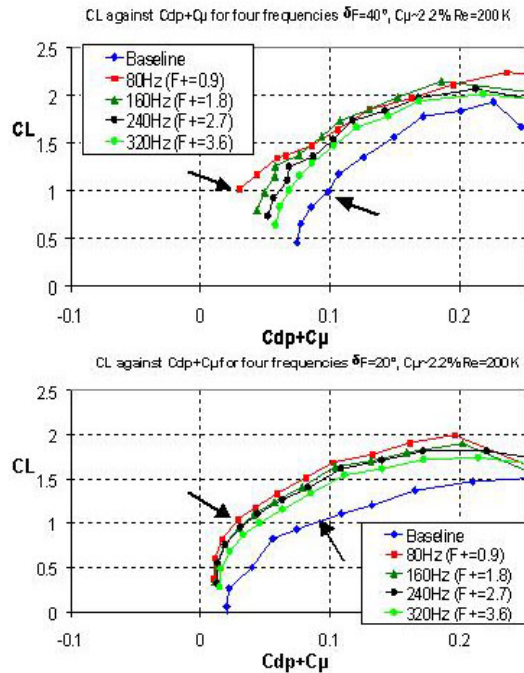 CL against Cdp+Cμ for four frequencies δF=40°, Cμ~2.2% Re=200 K
2.5
2
1.5
1
0.5
0
CL
Baseline
80Hz (F+=0.9)
160Hz (F+=1.8)
240Hz (F+=2.7)
320Hz (F+=3.6)
-0.1
0
0.1
0.2
Cdp+Cμ
CL against Cdp+Cμ for four frequencies δF=20°, Cμ~2.2% Re=200K
2.5
2
1.5
1
0.5
0
CL
Baseline
80Hz (F+=0.9)
160Hz (F+=1.8)
240Hz (F+=2.7)
320Hz (F+=3.6)
-0.1
0
0.1
0.2
Cdp+Cμ